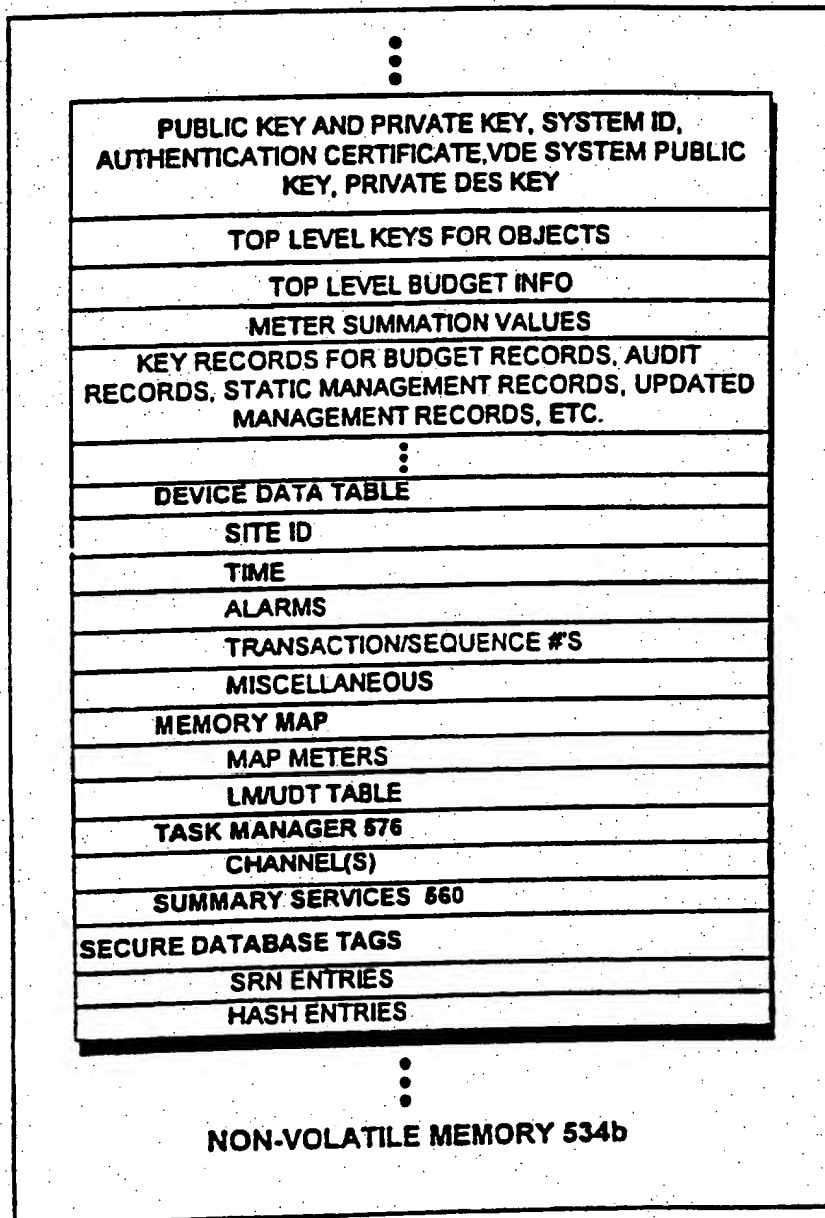 PUBLIC KEY AND PRIVATE KEY, SYSTEM ID,
AUTHENTICATION CERTIFICATE,VDE SYSTEM PUBLIC
KEY, PRIVATE DES KEY
TOP LEVEL KEYS FOR OBJECTS
TOP LEVEL BUDGET INFO
METER SUMMATION VALUES
KEY RECORDS FOR BUDGET RECORDS, AUDIT
RECORDS, STATIC MANAGEMENT RECORDS, UPDATED
MANAGEMENT RECORDS, ETC.
DEVICE DATA TABLE
SITE ID
TIME
ALARMS
TRANSACTION/SEQUENCE #'S
MISCELLANEOUS
MEMORY MAP
MAP METERS
LM/UDT TABLE
TASK MANAGER 576
CHANNEL(S)
SUMMARY SERVICES 560
SECURE DATABASE TAGS
SRN ENTRIES
HASH ENTRIES
NON-VOLATILE MEMORY 534b